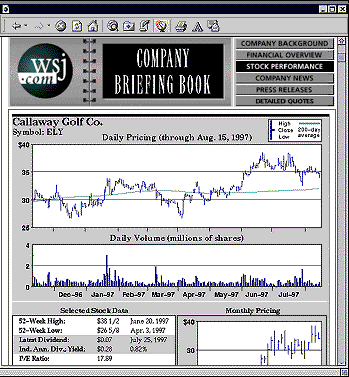 wsj
.com
COMPANY
BRIEFING BOOK
COMPANY BACKGROUND
FINANCIAL OVERVIEW
STOCK PERFORMANCE
COMPANY NEWS
PRESS RELEASES
DETAILED QUOTES
Callaway Golf Co.
Symbol: ELY
High
Close 200-day
Low average
Daily Pricing (through Aug. 15, 1997)
$40
35
30
25
Daily Volume (millions of shares)
4
2
0
Dec-96 Jan-97 Feb-97 Mar-97 Apr-97 May-97 Jun-97 Jul-97
Selected Stock Data
52-Week High: $38 1/2 June 20, 1997
52-Week Low: $26 5/8 Apr. 3, 1997
Latest Dividend: $0.07 July 25, 1997
Ind. Ann. Div., Yield: $0.28 0.82%
P/E Ratio: 17.89
Monthly Pricing
$40
30